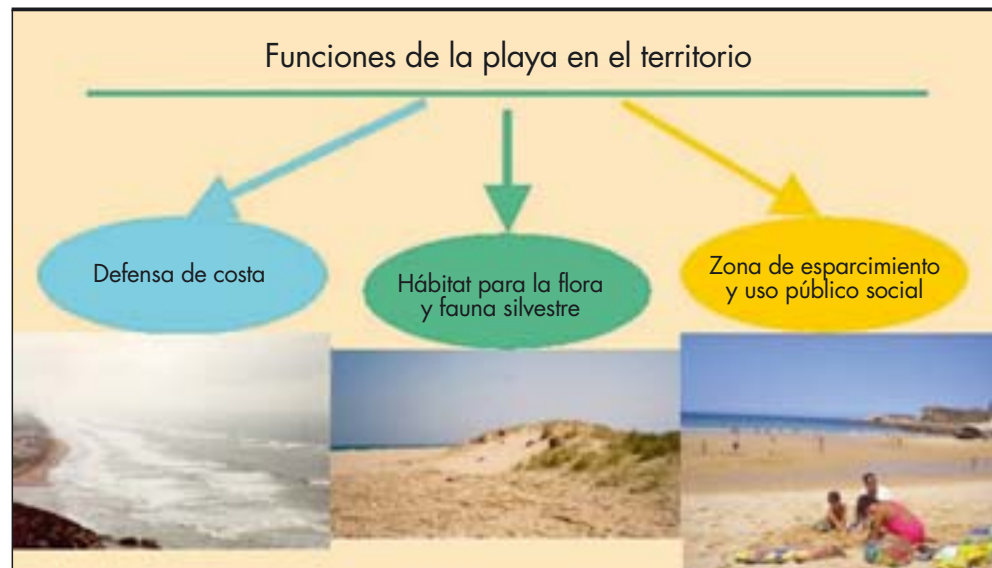 Funciones de la playa en el territorio
Defensa de costa
Hábitat para la flora
y fauna silvestre
Zona de esparcimiento
y uso público social